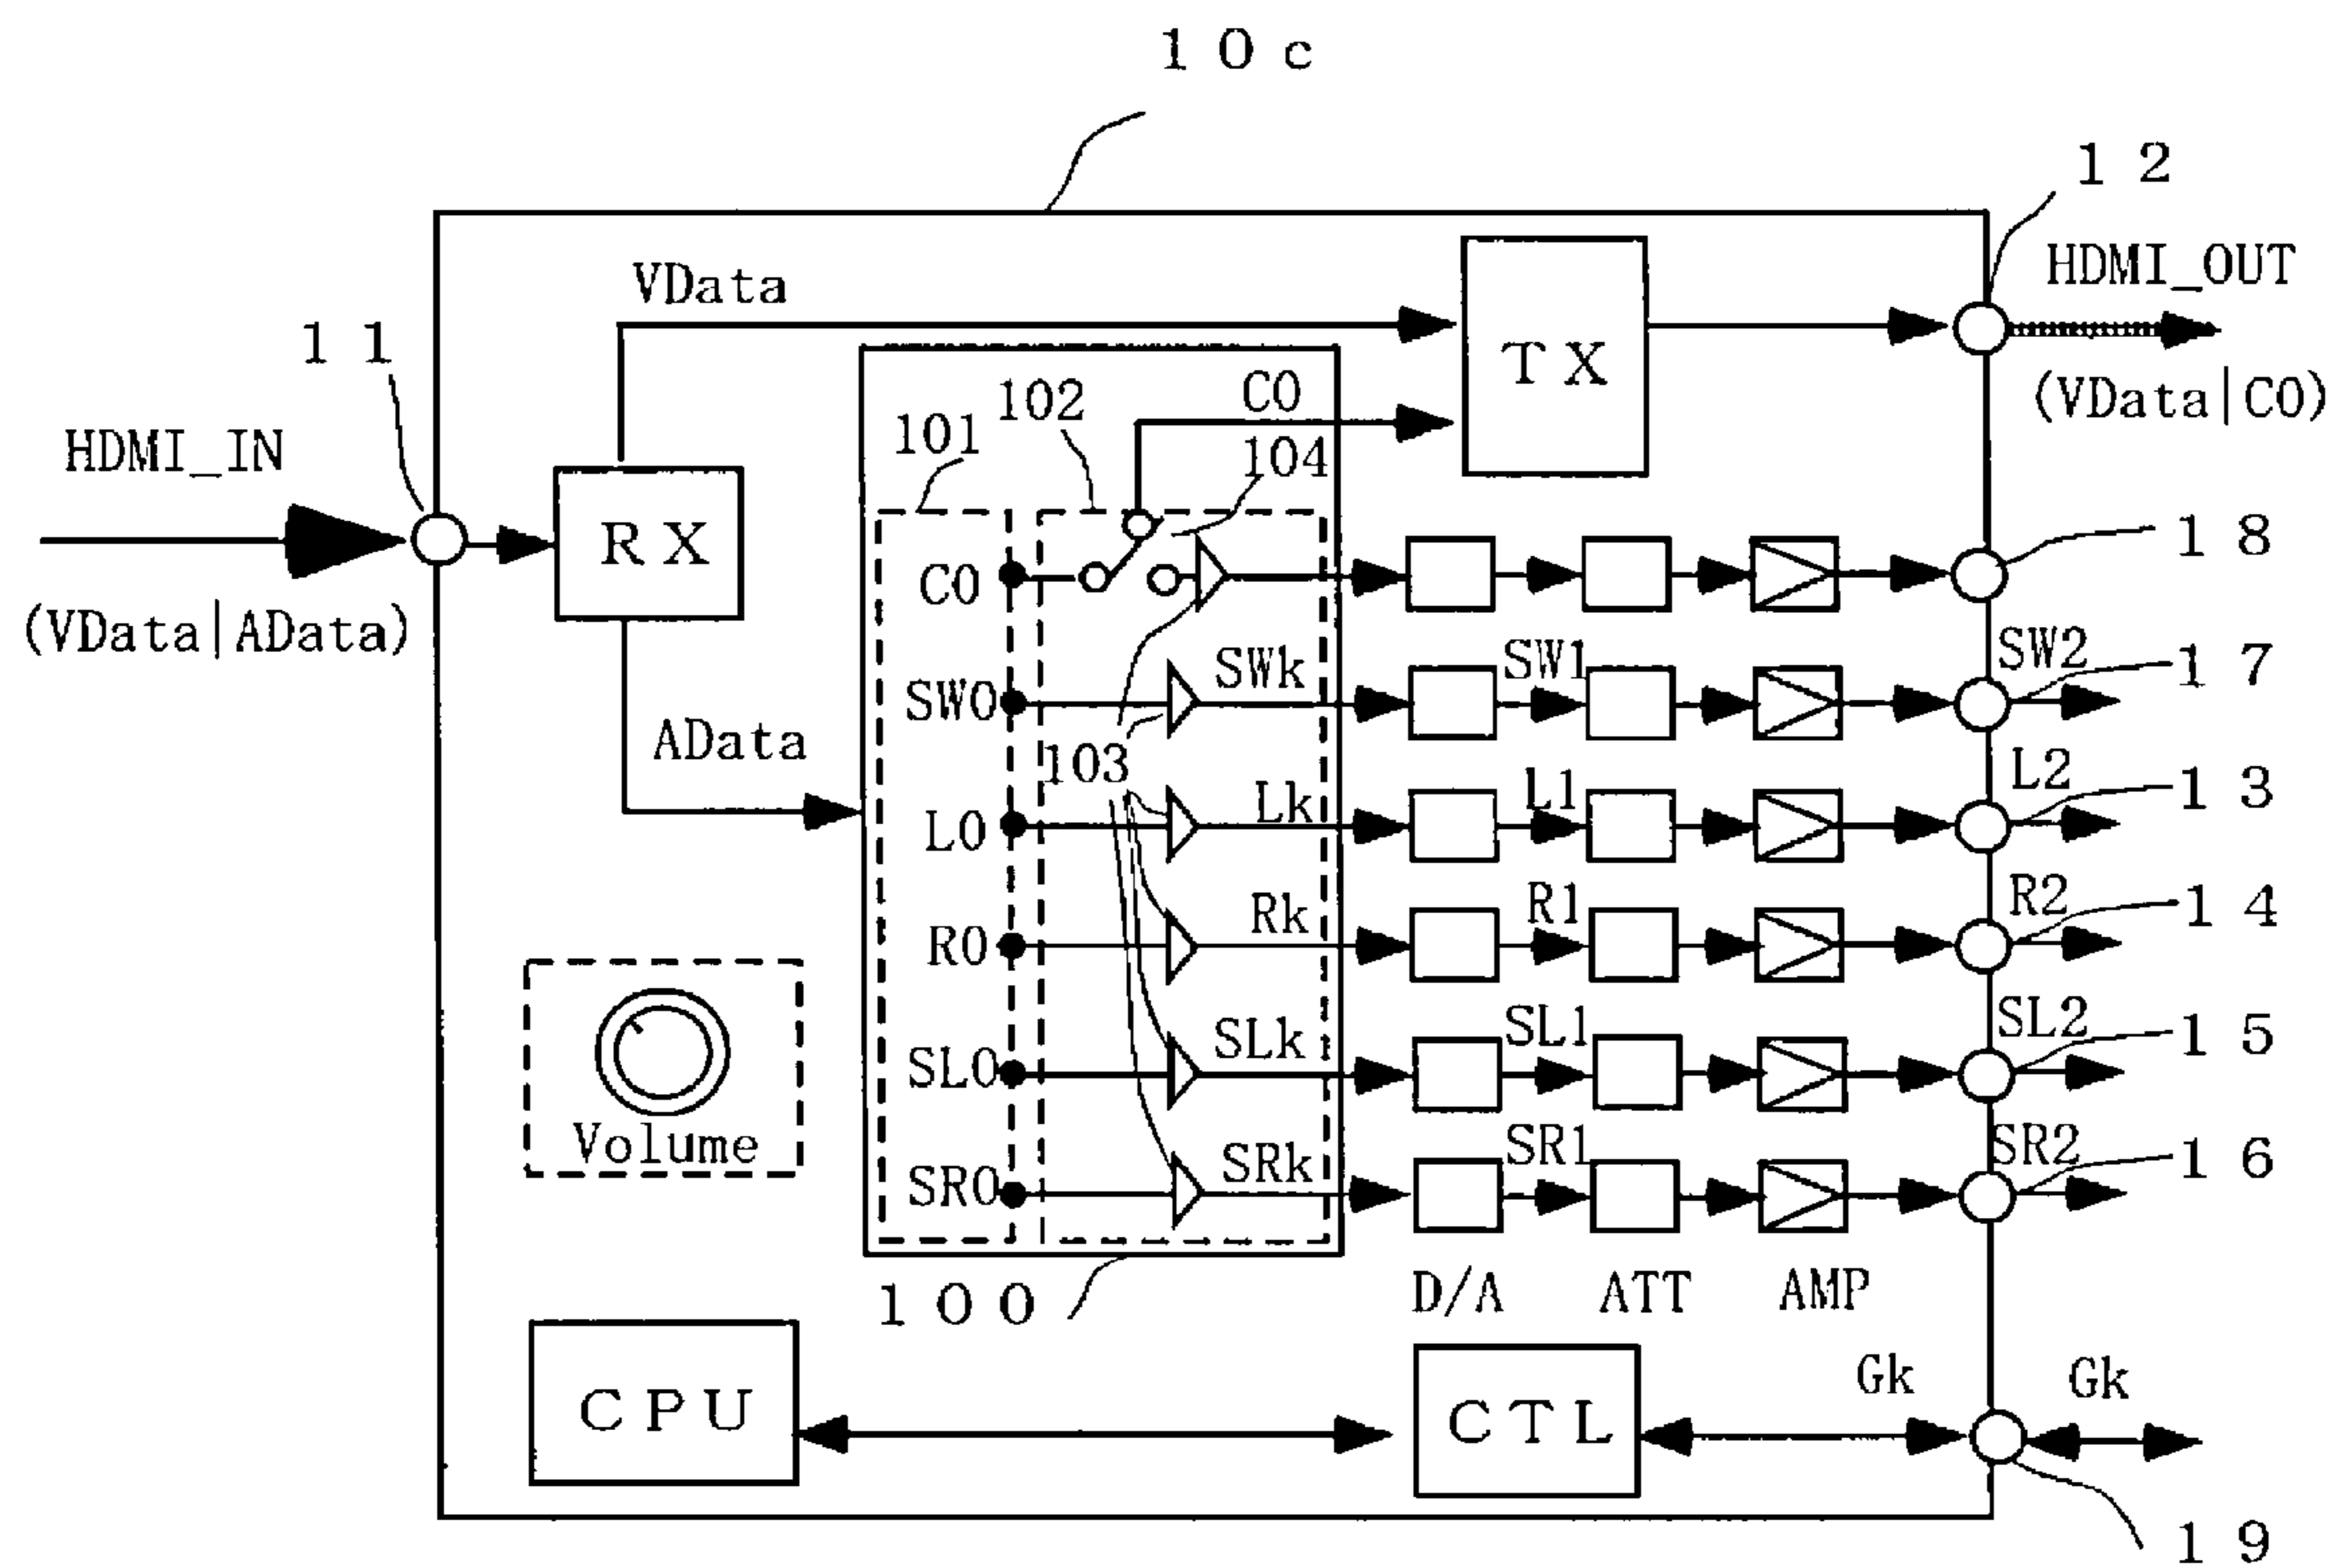 10c
12
HDMI_OUT
VData
11
TX
C0
102
(VData|C0)
101
104
HDMI_IN
RX
18
C0
(VData|AData)
SW2
SWk
SW1
17
SW0
AData
103
L2
13
Lk
L1
L0
R2
14
R1
Rk
R0
SL2
15
SL1
SLk
SL0
Volume
SR2
16
SR1
SRk
SR0
100
D/A ATT AMP
CPU
CTL
Gk
Gk
19